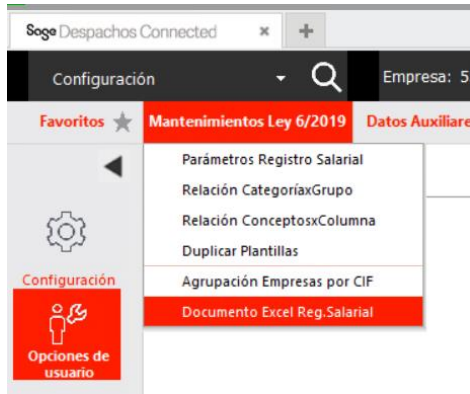 Sage Despachos Connected × +
Configuración Empresa: 5
Favoritos Mantenimientos Ley 6/2019 Datos Auxiliare
Parámetros Registro Salarial
Relación CategoríaxGrupo
Relación ConceptosxColumna
Duplicar Plantillas
Configuración
Agrupación Empresas por CIF
Documento Excel Reg.Salarial
Opciones de
usuario